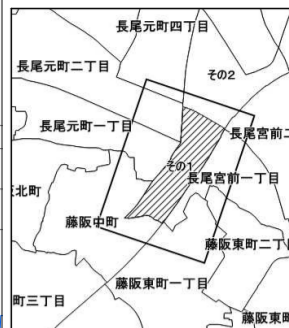 長尾元町四丁目
長尾元町二丁目
その2
長尾元町一丁目
長尾宮前二
その1
長尾宮前一丁目
北町
藤阪中町
藤阪東町二丁目
藤阪東町一丁目
町三丁目
藤阪東町